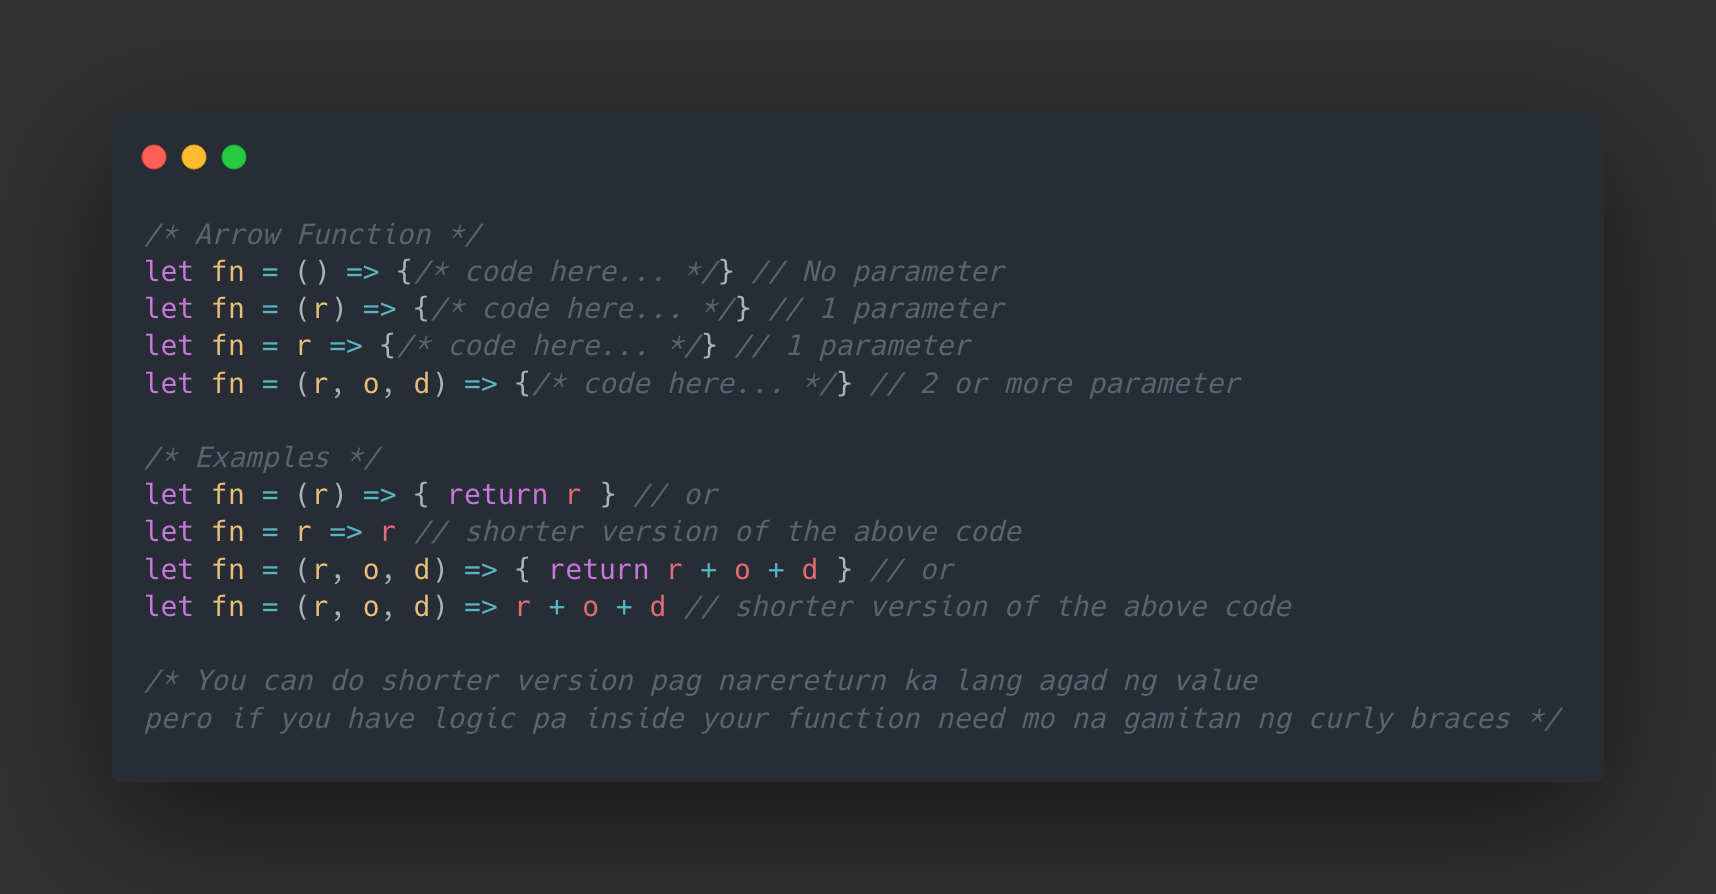 /* Arrow Function */
let fn = () => {/* code here... */} // No parameter
let fn = (r) => {/* code here... */} // 1 parameter
let fn = r => {/* code here... */} // 1 parameter
let fn = (r, o, d) => {/* code here... */} // 2 or more parameter
/* Examples */
let fn = (r) => { return r } // or
let fn = r => r // shorter version of the above code
let fn = (r, o, d) => { return r + o + d } // or
let fn = (r, o, d) => r + o + d // shorter version of the above code
/* You can do shorter version pag narereturn ka lang agad ng value
pero if you have logic pa inside your function need mo na gamitan ng curly braces */